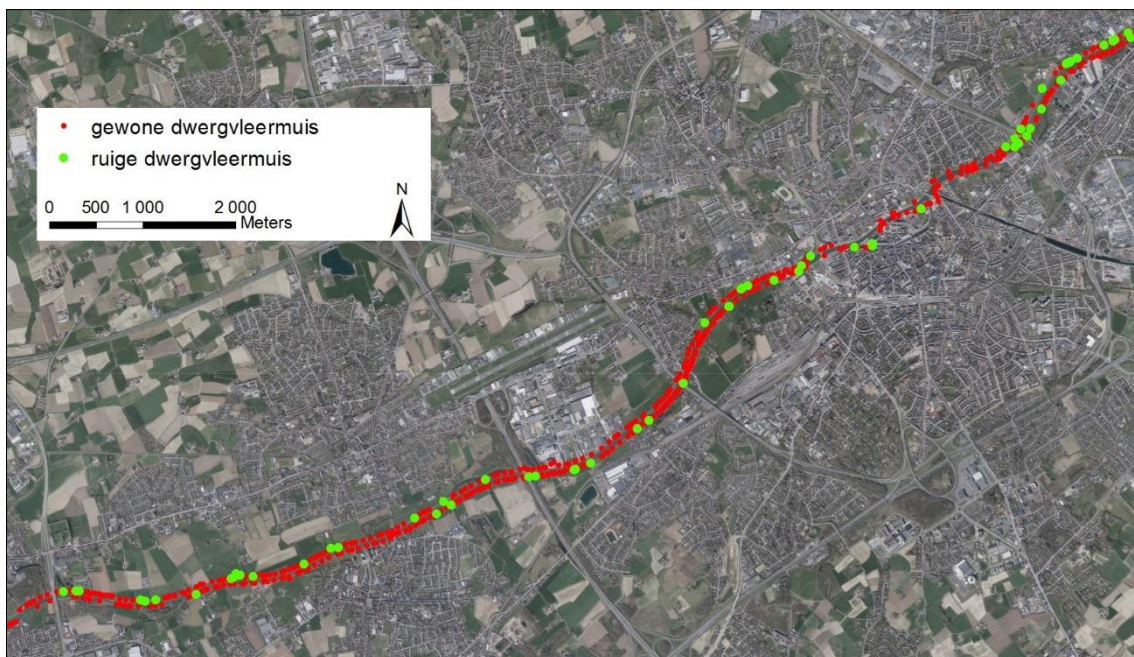 gewone dwergvleermuis
ruige dwergvleermuis
N
0 500 1 000 2 000
Meters